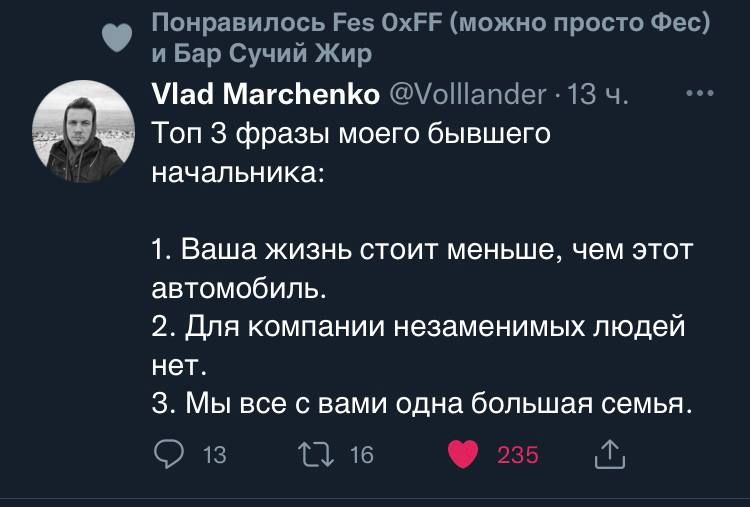 Понравилось Fes 0xFF (можно просто Фес)
и Бар Сучий Жир
Vlad Marchenko @Volllander · 13 ч.
Топ 3 фразы моего бывшего
начальника:
1. Ваша жизнь стоит меньше, чем этот
автомобиль.
2. Для компании незаменимых людей
нет.
3. Мы все с вами одна большая семья.
13 16 235